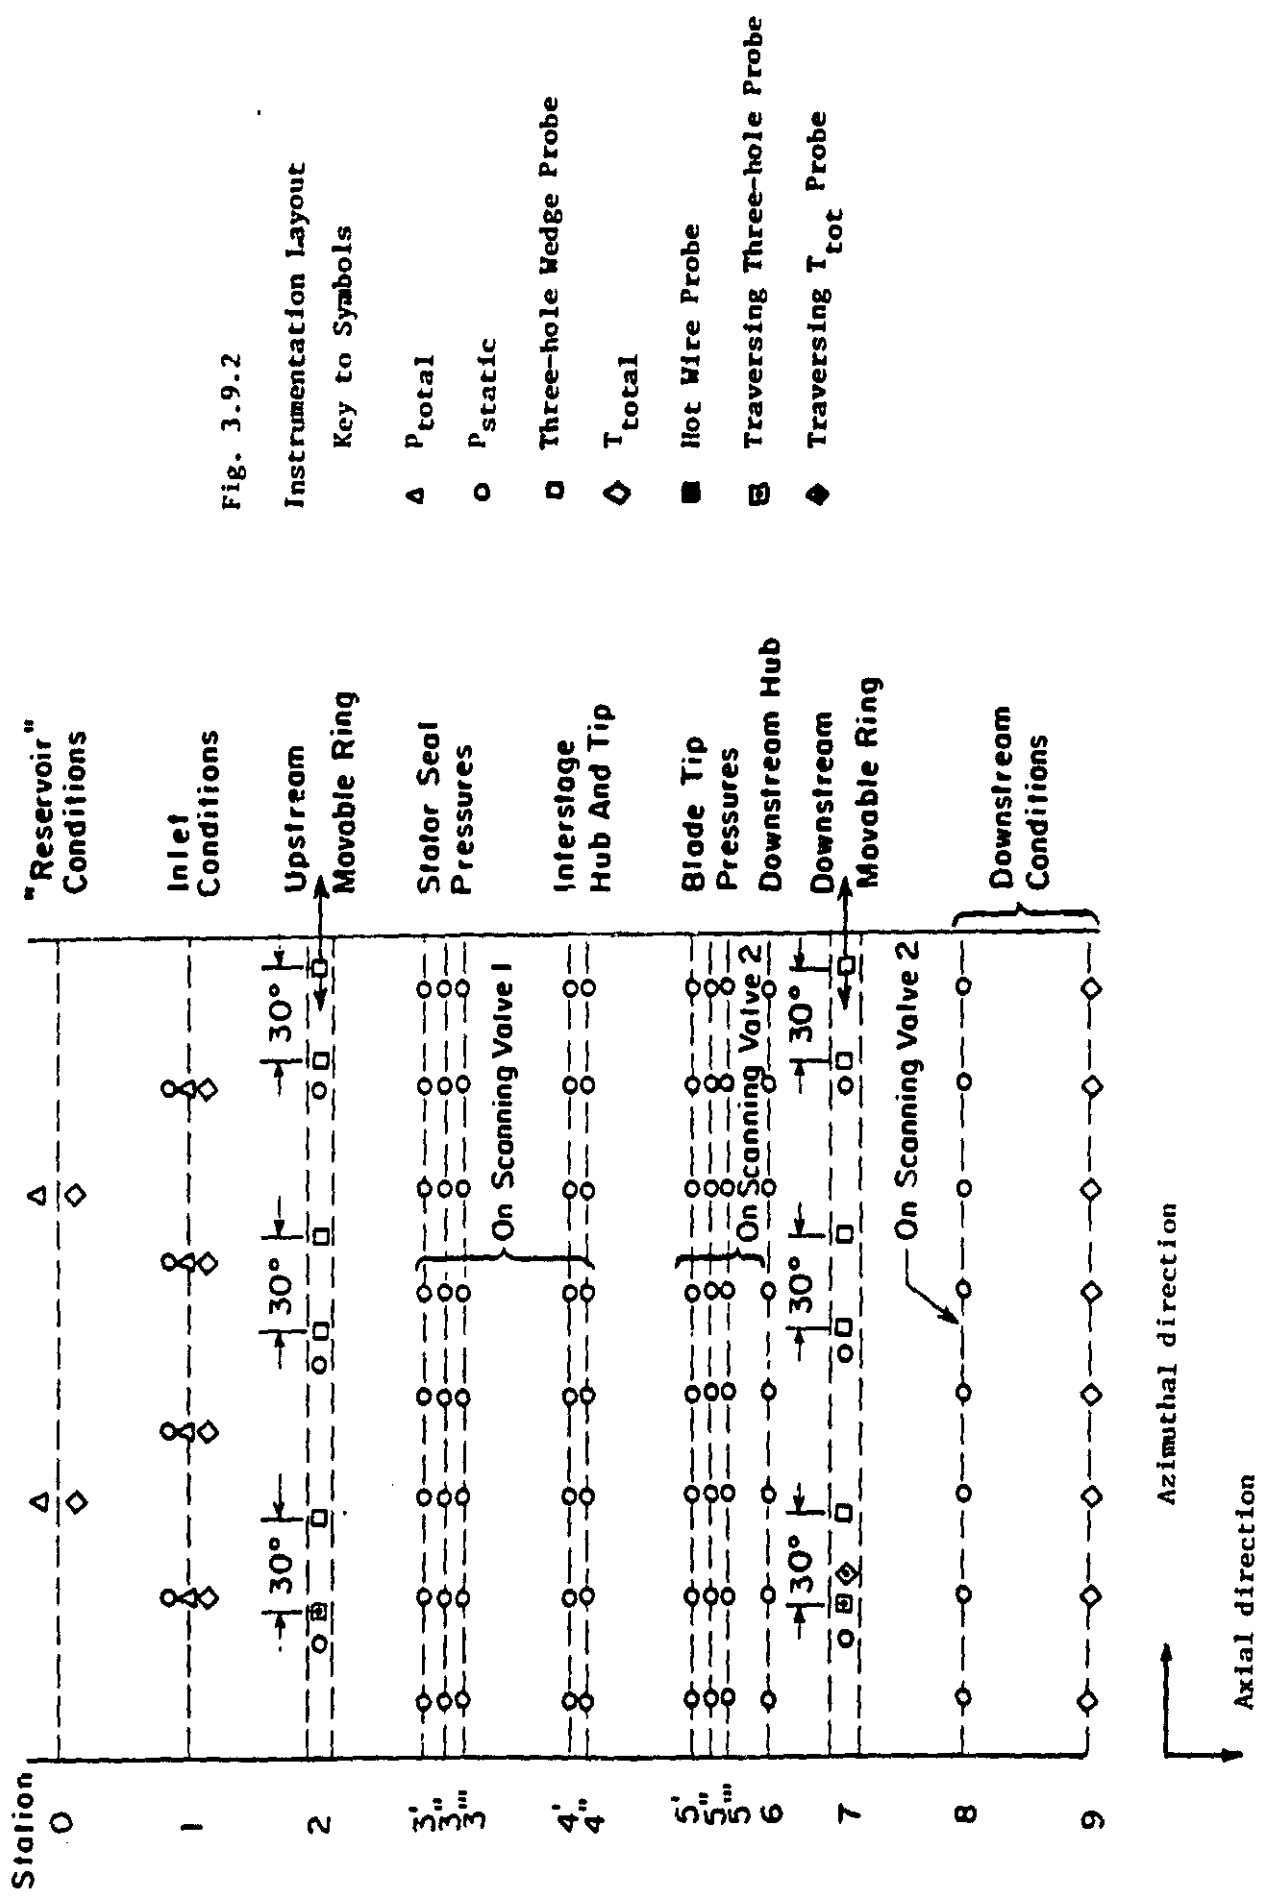 Station
0
1
2
3'
3"
3'''
4'
4"
5'
5"
5'''
6
7
8
9
"Reservoir"
Conditions
Inlet
Conditions
Upstream
Movable Ring
Stator Seal
Pressures
Interstage
Hub And Tip
Blade Tip
Pressures
Downstream Hub
Downstream
Movable Ring
Downstream
Conditions
30°
30°
30°
On Scanning Valve 1
On Scanning Valve 2
30°
30°
30°
On Scanning Valve 2
Azimuthal direction
Axial direction
Fig. 3.9.2
Instrumentation Layout
Key to Symbols
P total
P static
Three-hole Wedge Probe
T total
Hot Wire Probe
Traversing Three-hole Probe
Traversing T tot Probe